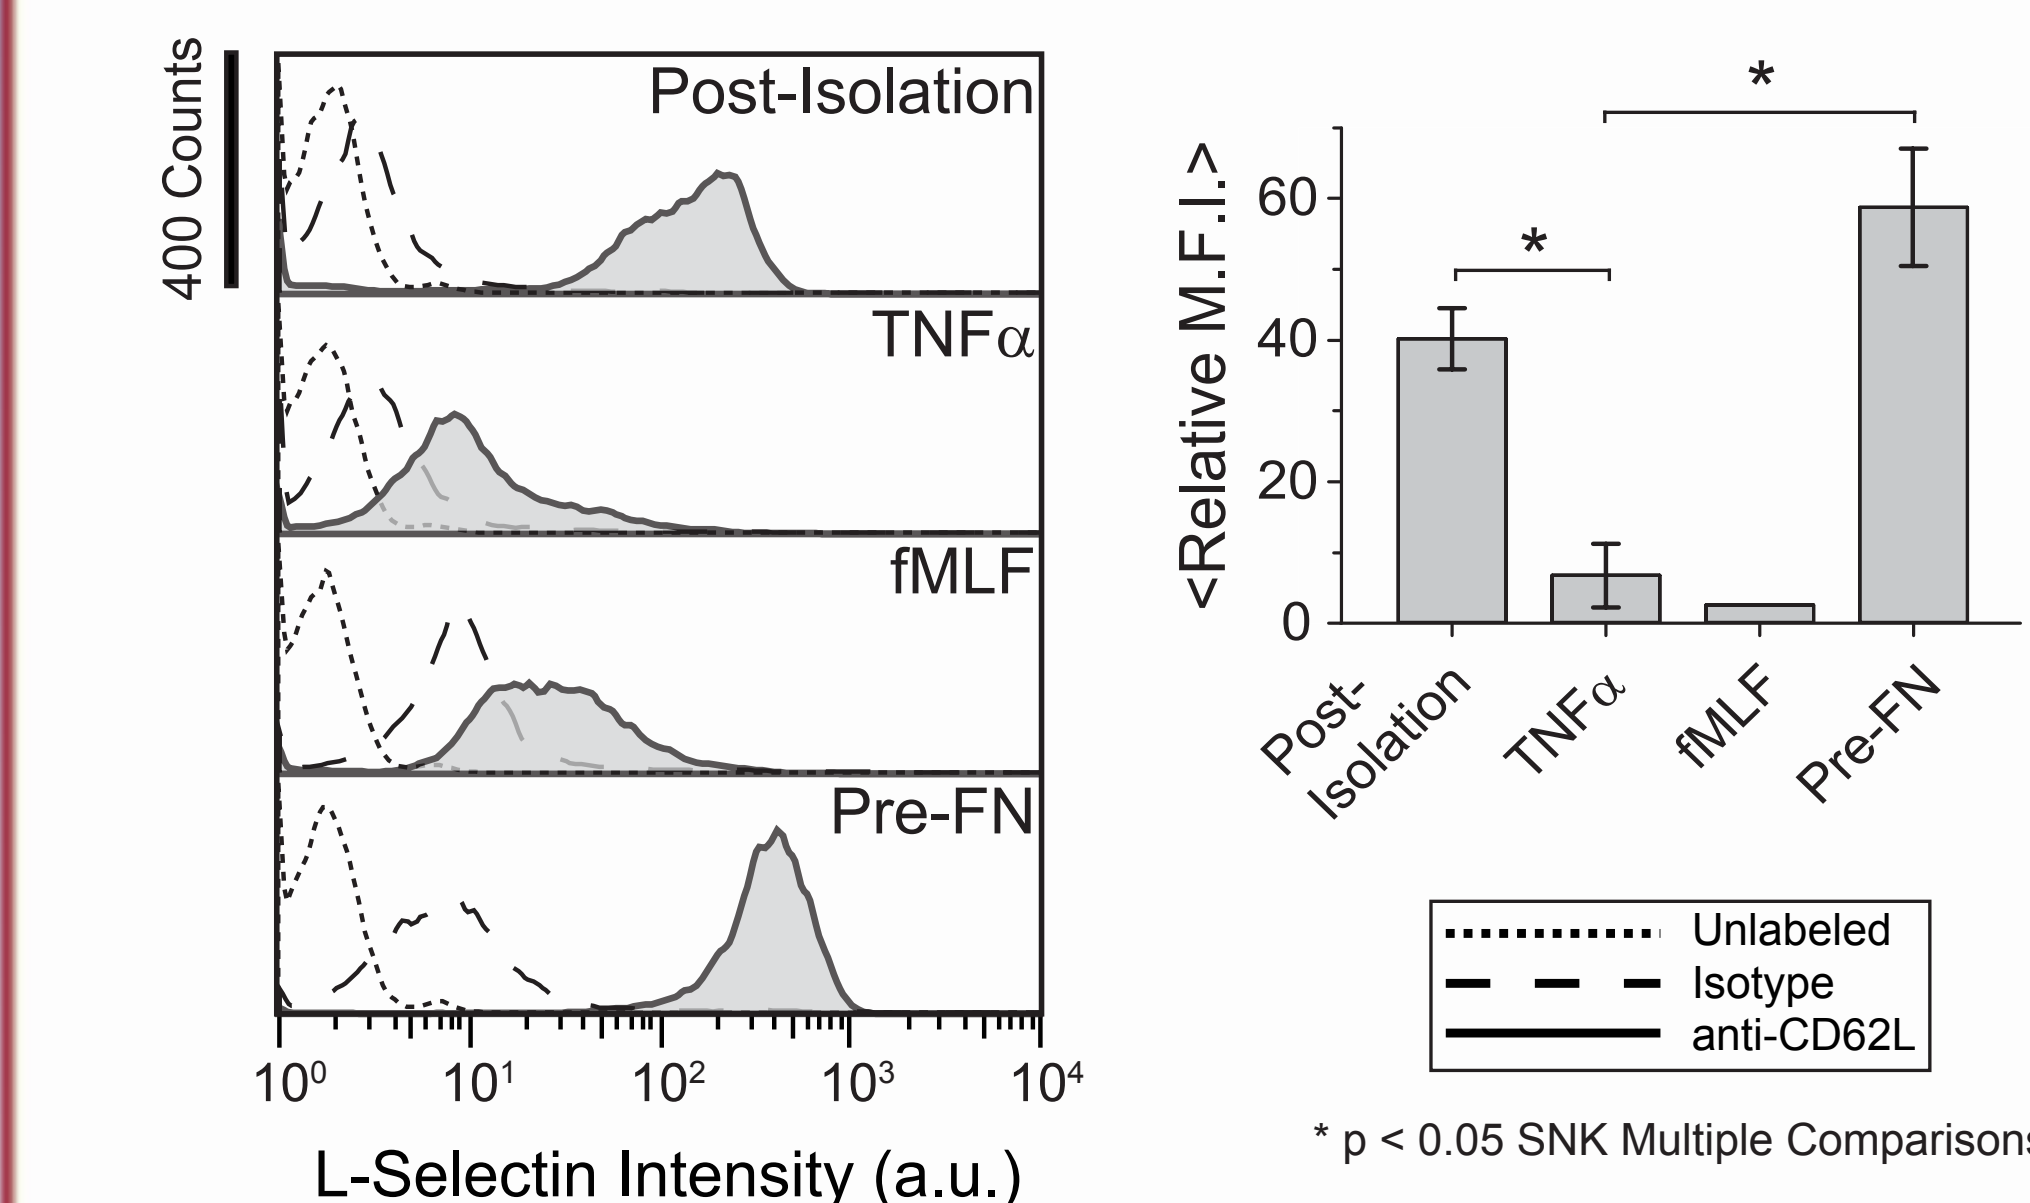 400 Counts
Post-Isolation
TNFα
fMLF
Pre-FN
10⁰ 10¹ 10² 10³ 10⁴
L-Selectin Intensity (a.u.)
<Relative M.F.I.>
60
40
20
0
*
*
Post-
Isolation
TNFα
fMLF
Pre-FN
Unlabeled
Isotype
anti-CD62L
* p < 0.05 SNK Multiple Comparisons